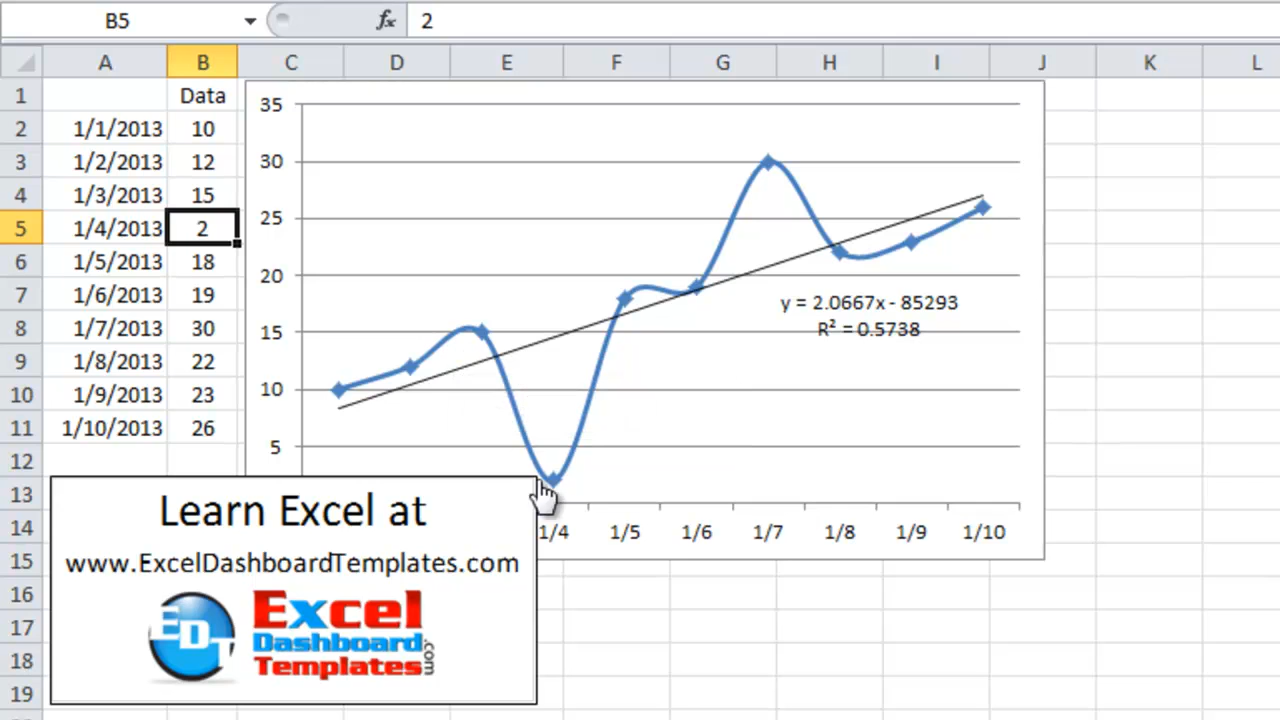 B5 fx 2
A B C D E F G H I J K L
1 Data
2 1/1/2013 10
3 1/2/2013 12
4 1/3/2013 15
5 1/4/2013 2
6 1/5/2013 18
7 1/6/2013 19
8 1/7/2013 30
9 1/8/2013 22
10 1/9/2013 23
11 1/10/2013 26
12
13
14
15
16
17
18
19
35
30
25
20
15
10
5
y = 2.0667x - 85293
R² = 0.5738
1/4 1/5 1/6 1/7 1/8 1/9 1/10
Learn Excel at
www.ExcelDashboardTemplates.com
EDT
Excel
Dashboard
Templates
.com